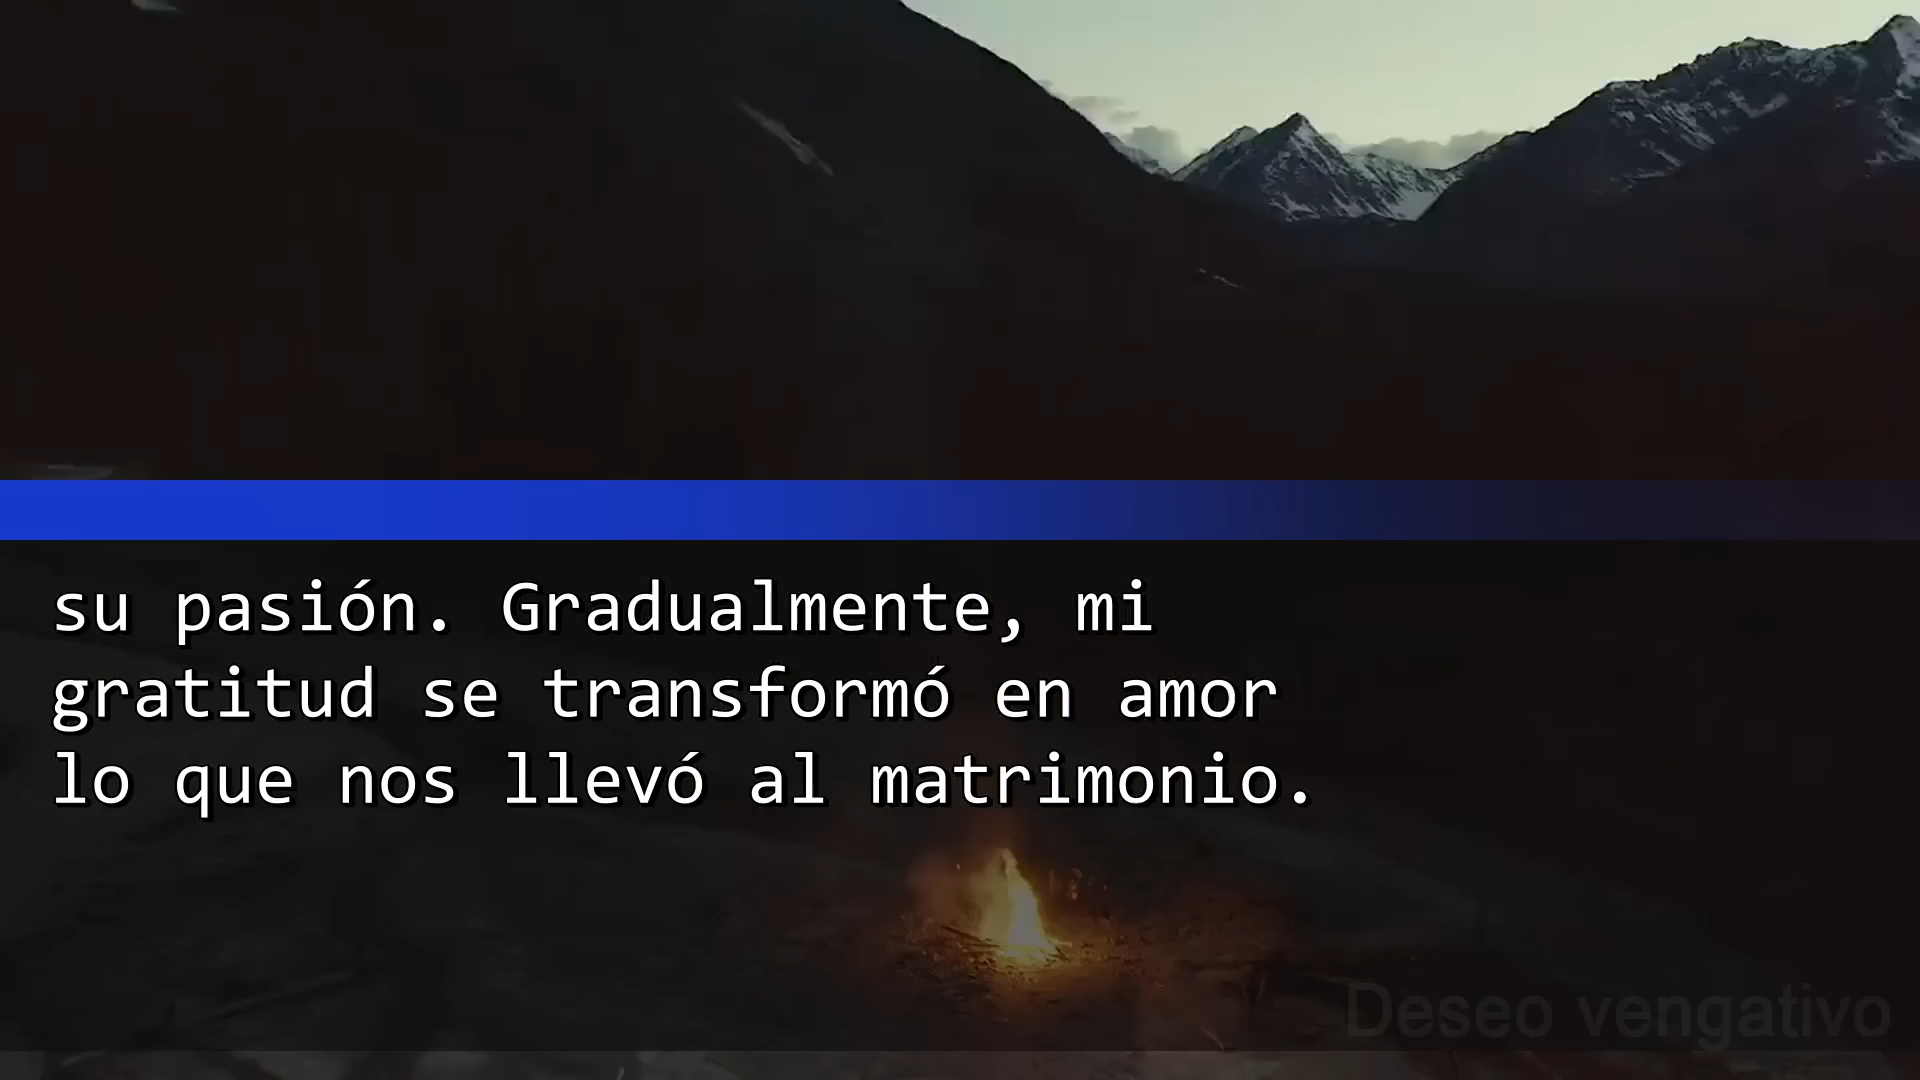 su pasión. Gradualmente, mi
gratitud se transformó en amor
lo que nos llevó al matrimonio.
Deseo vengativo